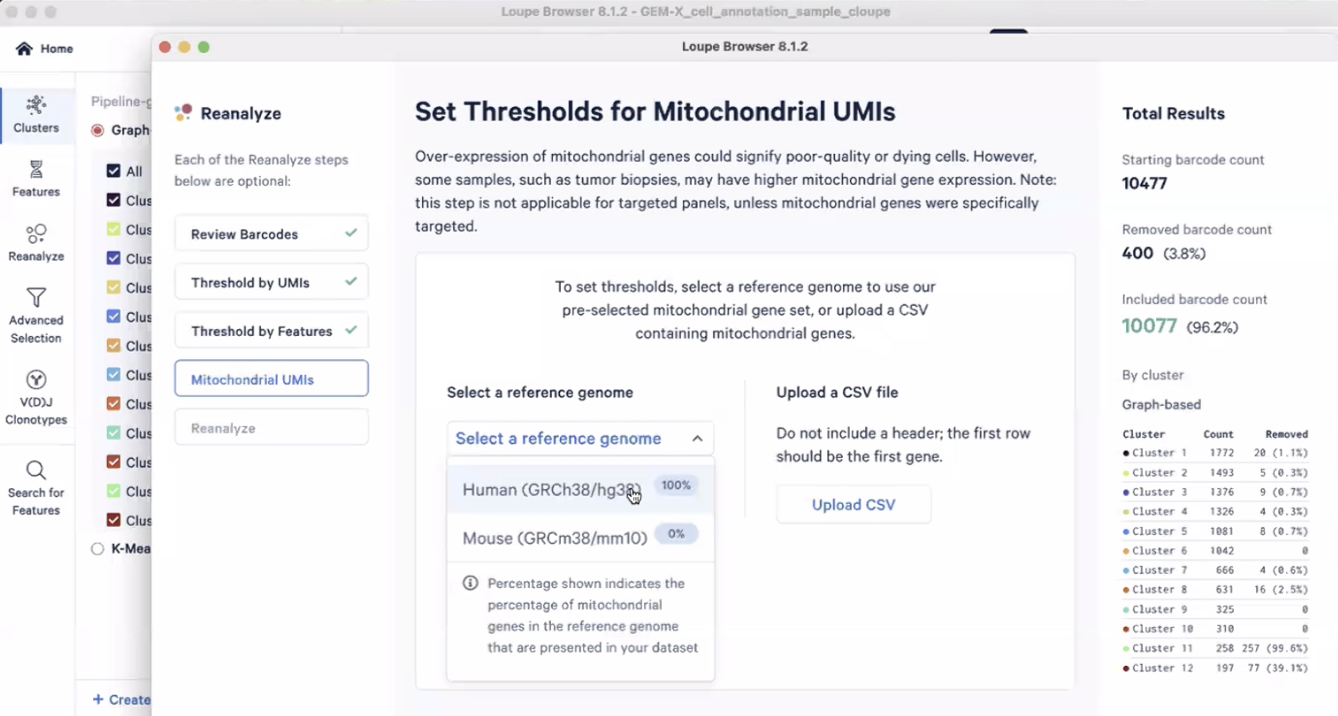 Loupe Browser 8.1.2 - GEM-X_cell_annotation_sample_cloupe
Home
Loupe Browser 8.1.2
Clusters
Features
Reanalyze
Advanced
Selection
V(D)J
Clonotypes
Search for
Features
Pipeline-g
Graph-
All
Clus
Clus
Clus
Clus
Clus
Clus
Clus
Clus
Clus
Clus
Clus
Clus
K-Mea
+ Create
Reanalyze
Each of the Reanalyze steps
below are optional:
Review Barcodes
Threshold by UMIs
Threshold by Features
Mitochondrial UMIs
Reanalyze
Set Thresholds for Mitochondrial UMIs
Over-expression of mitochondrial genes could signify poor-quality or dying cells. However,
some samples, such as tumor biopsies, may have higher mitochondrial gene expression. Note:
this step is not applicable for targeted panels, unless mitochondrial genes were specifically
targeted.
To set thresholds, select a reference genome to use our
pre-selected mitochondrial gene set, or upload a CSV
containing mitochondrial genes.
Select a reference genome
Select a reference genome
Human (GRCh38/hg38) 100%
Mouse (GRCm38/mm10) 0%
Percentage shown indicates the
percentage of mitochondrial
genes in the reference genome
that are presented in your dataset
Upload a CSV file
Do not include a header; the first row
should be the first gene.
Upload CSV
Total Results
Starting barcode count
10477
Removed barcode count
400 (3.8%)
Included barcode count
10077 (96.2%)
By cluster
Graph-based
Cluster Count Removed
Cluster 1 1772 20 (1.1%)
Cluster 2 1493 5 (0.3%)
Cluster 3 1376 9 (0.7%)
Cluster 4 1326 4 (0.3%)
Cluster 5 1081 8 (0.7%)
Cluster 6 1042 0
Cluster 7 666 4 (0.6%)
Cluster 8 631 16 (2.5%)
Cluster 9 325 0
Cluster 10 310 0
Cluster 11 258 257 (99.6%)
Cluster 12 197 77 (39.1%)